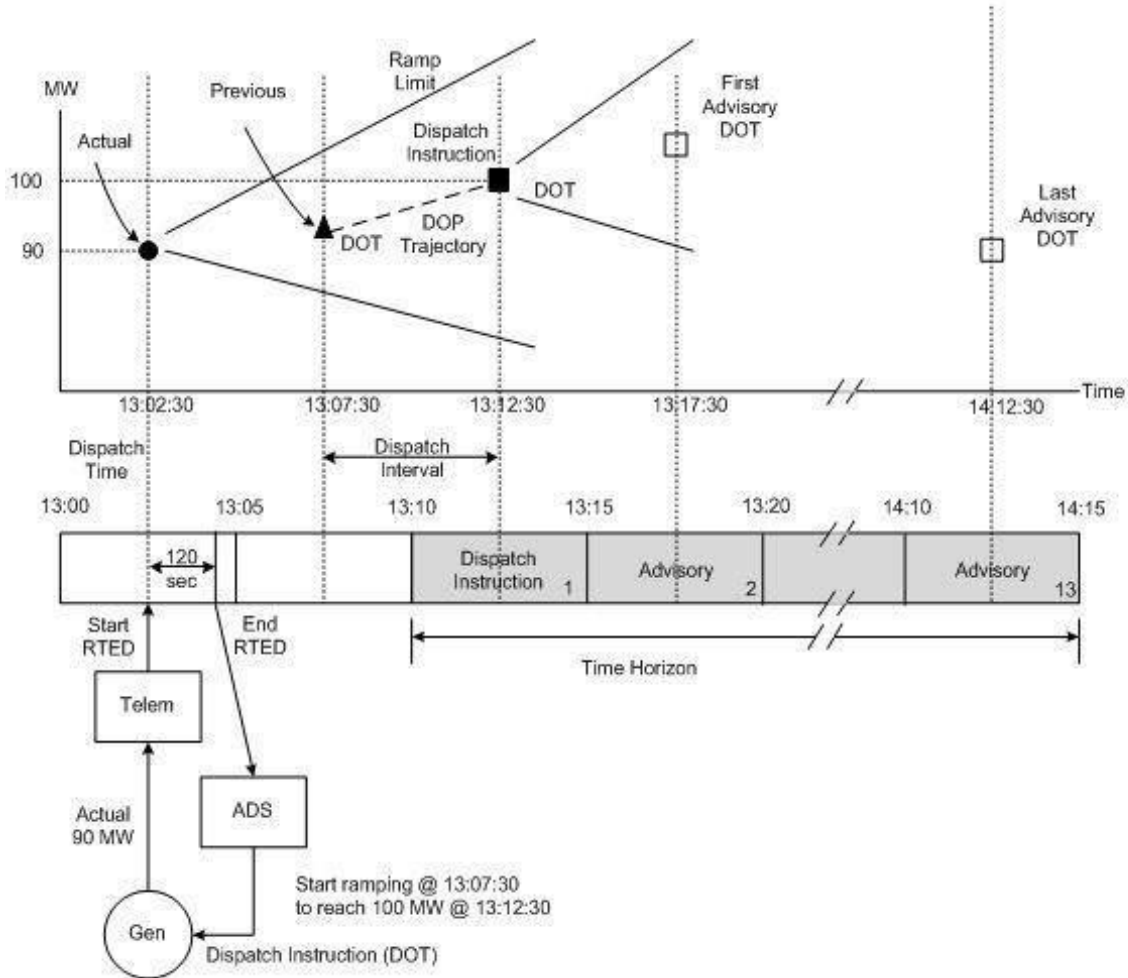 MW
Ramp
Limit
Previous
Actual
Dispatch
Instruction
First
Advisory
DOT
Last
Advisory
DOT
100
90
DOT
DOP
Trajectory
DOT
Time
13:02:30
13:07:30
13:12:30
13:17:30
14:12:30
Dispatch
Time
Dispatch
Interval
13:00
13:05
13:10
13:15
13:20
14:10
14:15
120
sec
Dispatch
Instruction
1
Advisory
2
Advisory
13
Start
RTED
End
RTED
Time Horizon
Telem
ADS
Actual
90 MW
Start ramping @ 13:07:30
to reach 100 MW @ 13:12:30
Gen
Dispatch Instruction (DOT)